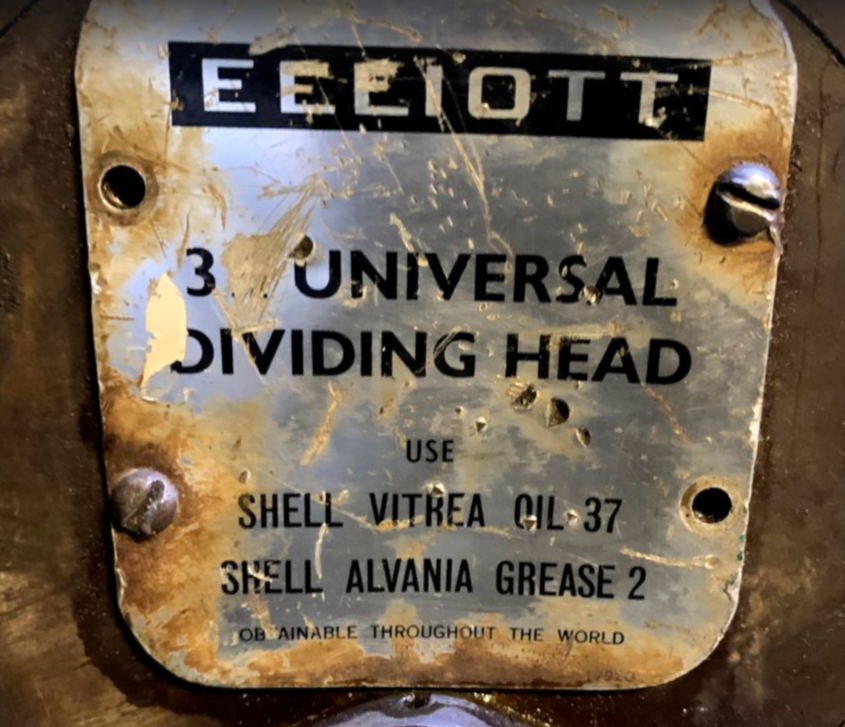 ELLIOTT
3 UNIVERSAL
DIVIDING HEAD
USE
SHELL VITREA OIL 37
SHELL ALVANIA GREASE 2
OBTAINABLE THROUGHOUT THE WORLD